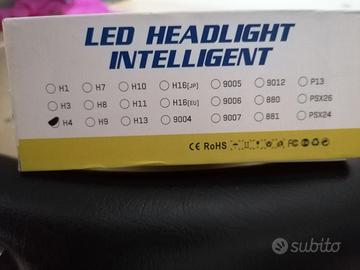 LED HEADLIGHT
INTELLIGENT
H1 H7 H10 H16[JP] 9005 9012 P13
H3 H8 H11 H16[EU] 9006 880 PSX26
H4 H9 H13 9004 9007 881 PSX24
CE RoHS FC
subito